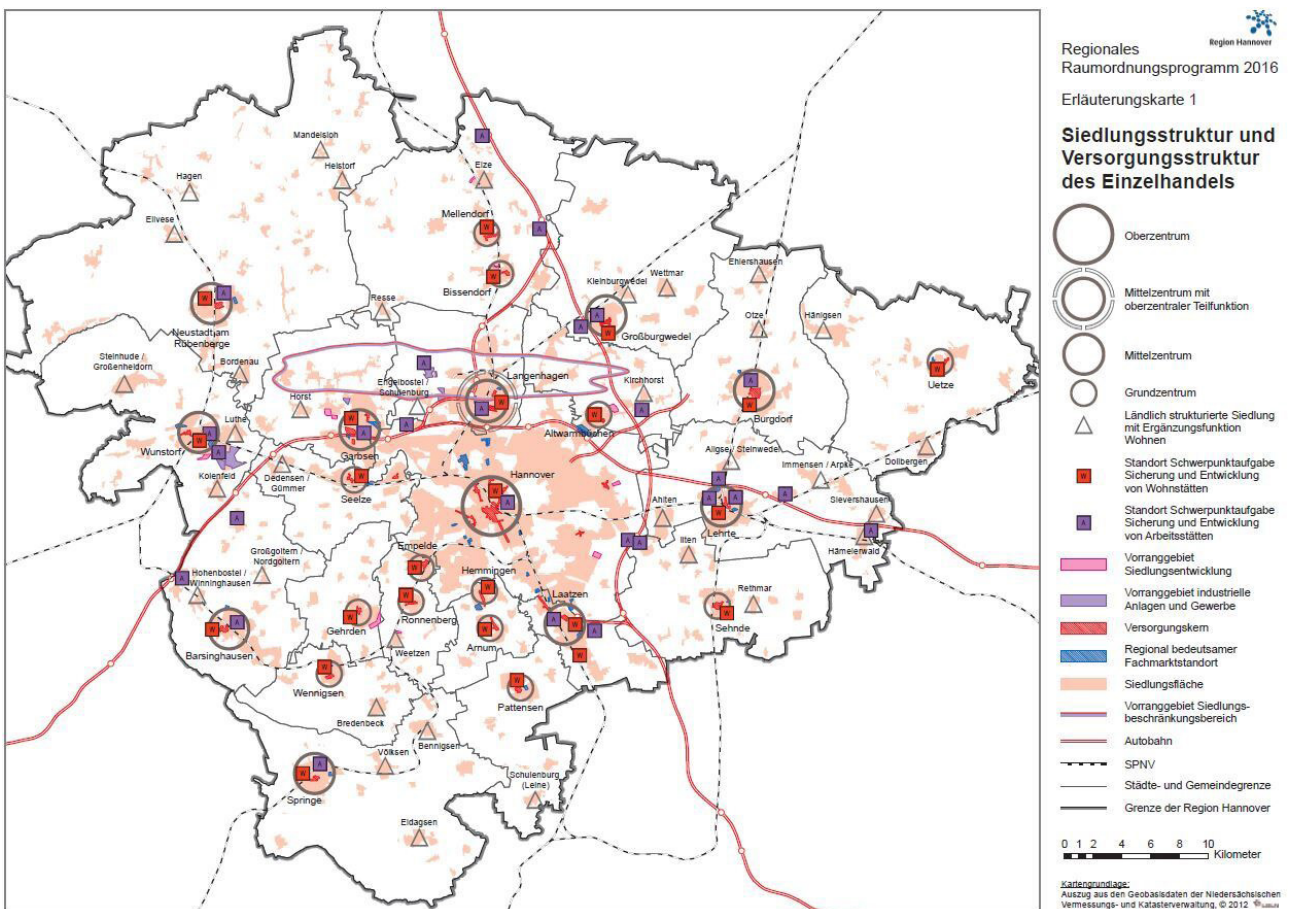 Mandelsloh
Helstorf
Hagen
Elze
Mellendorf
Eilvese
Bissendorf
Kleinburgwedel
Wettmar
Ehlershausen
Resse
Großburgwedel
Otze
Hänigsen
Neustadt am
Rübenberge
Bordenau
Steinhude /
Großenheidorn
Engelbostel /
Schulenburg
Langenhagen
Kirchhorst
Uetze
Horst
Burgdorf
Luthe
Altwarmbüchen
Wunstorf
Garbsen
Aligse / Steinwedel
Immensen / Arpke
Dollbergen
Kolenfeld
Dedensen /
Gümmer
Seelze
Hannover
Ahlten
Lehrte
Sievershausen
Hämelerwald
Ilten
Großgoltern /
Nordgoltern
Empelde
Hohenbostel /
Winninghausen
Hemmingen
Laatzen
Rethmar
Sehnde
Gehrden
Ronnenberg
Barsinghausen
Weetzen
Arnum
Wennigsen
Pattensen
Bredenbeck
Bennigsen
Völksen
Springe
Schulenburg
(Leine)
Eldagsen
Region Hannover
Regionales
Raumordnungsprogramm 2016
Erläuterungskarte 1
Siedlungsstruktur und
Versorgungsstruktur
des Einzelhandels
Oberzentrum
Mittelzentrum mit
oberzentraler Teilfunktion
Mittelzentrum
Grundzentrum
Ländlich strukturierte Siedlung
mit Ergänzungsfunktion
Wohnen
W
Standort Schwerpunktaufgabe
Sicherung und Entwicklung
von Wohnstätten
A
Standort Schwerpunktaufgabe
Sicherung und Entwicklung
von Arbeitsstätten
Vorranggebiet
Siedlungsentwicklung
Vorranggebiet industrielle
Anlagen und Gewerbe
Versorgungskern
Regional bedeutsamer
Fachmarktstandort
Siedlungsfläche
Vorranggebiet Siedlungs-
beschränkungsbereich
Autobahn
SPNV
Städte- und Gemeindegrenze
Grenze der Region Hannover
0 1 2 4 6 8 10
Kilometer
Kartengrundlage:
Auszug aus den Geobasisdaten der Niedersächsischen
Vermessungs- und Katasterverwaltung, © 2012